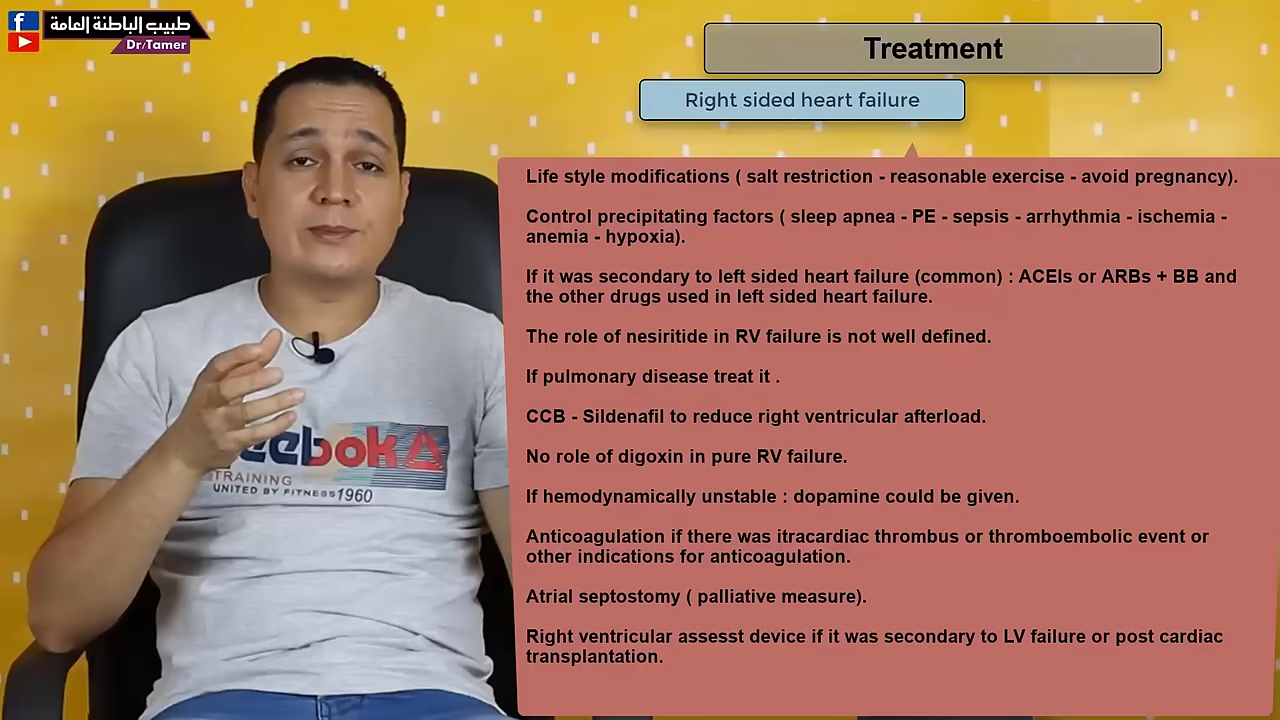 طبيب الباطنة العامة
Dr/Tamer
Treatment
Right sided heart failure
Life style modifications ( salt restriction - reasonable exercise - avoid pregnancy).
Control precipitating factors ( sleep apnea - PE - sepsis - arrhythmia - ischemia -
anemia - hypoxia).
If it was secondary to left sided heart failure (common) : ACEIs or ARBs + BB and
the other drugs used in left sided heart failure.
The role of nesiritide in RV failure is not well defined.
If pulmonary disease treat it .
CCB - Sildenafil to reduce right ventricular afterload.
No role of digoxin in pure RV failure.
If hemodynamically unstable : dopamine could be given.
Anticoagulation if there was itracardiac thrombus or thromboembolic event or
other indications for anticoagulation.
Atrial septostomy ( palliative measure).
Right ventricular assesst device if it was secondary to LV failure or post cardiac
transplantation.
TRAINING
UNITED BY FITNESS 1960